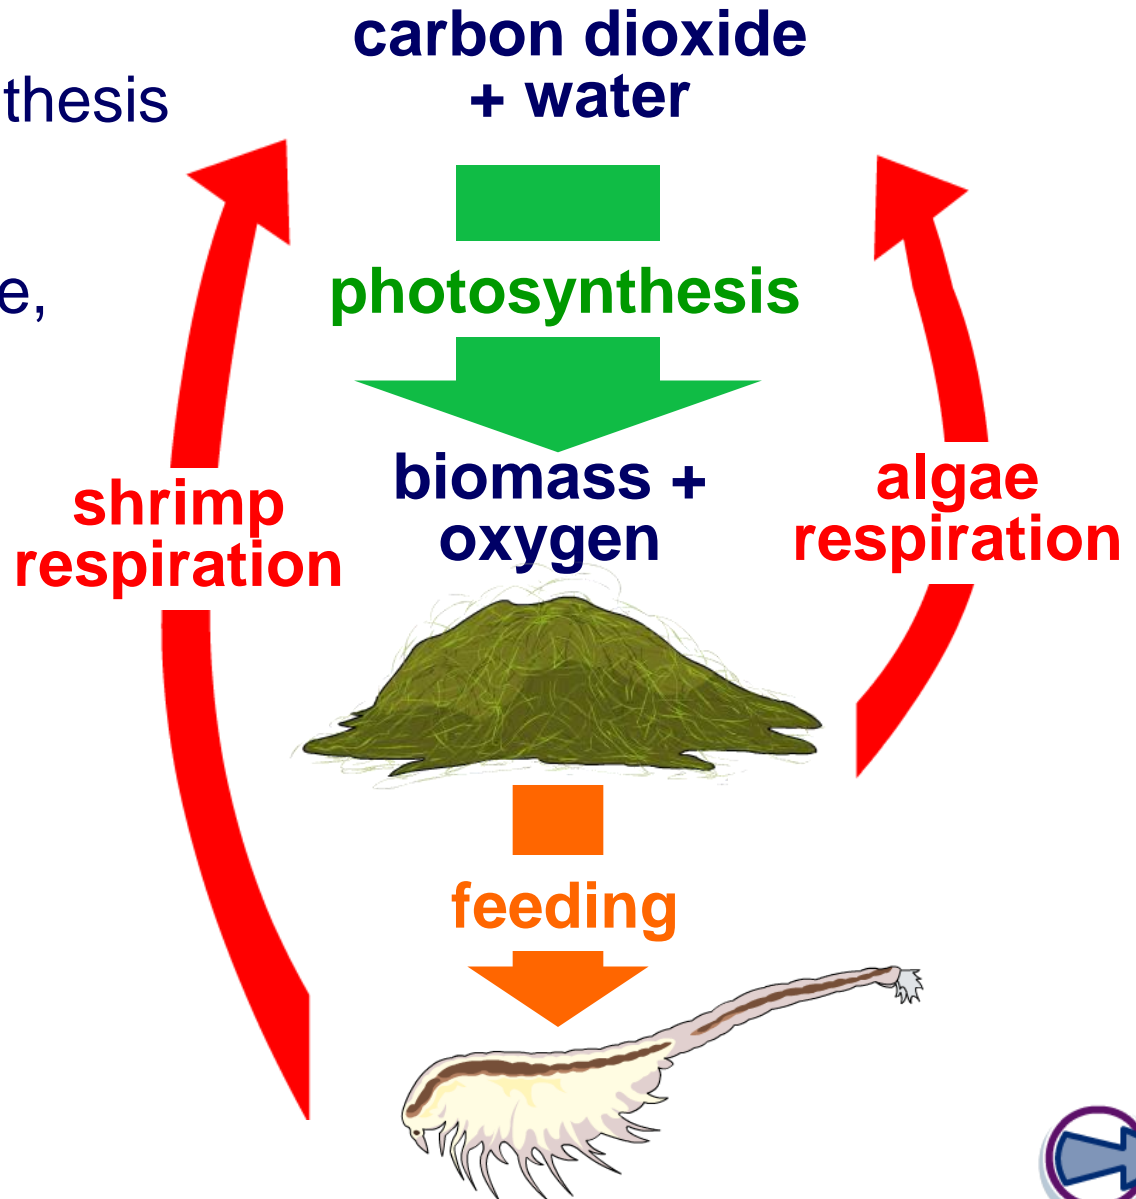 carbon dioxide
+ water
thesis
e,
photosynthesis
biomass +
oxygen
shrimp
respiration
algae
respiration
feeding